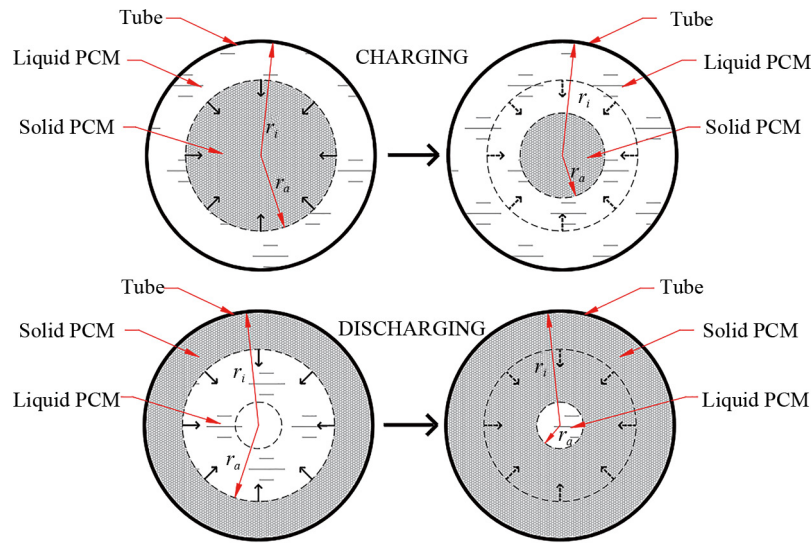 Tube
Tube
Liquid PCM
CHARGING
Liquid PCM
Solid PCM
r_i
r_i
Solid PCM
r_a
r_a
Tube
Tube
Solid PCM
DISCHARGING
Solid PCM
r_i
r_i
Liquid PCM
Liquid PCM
r_a
r_a